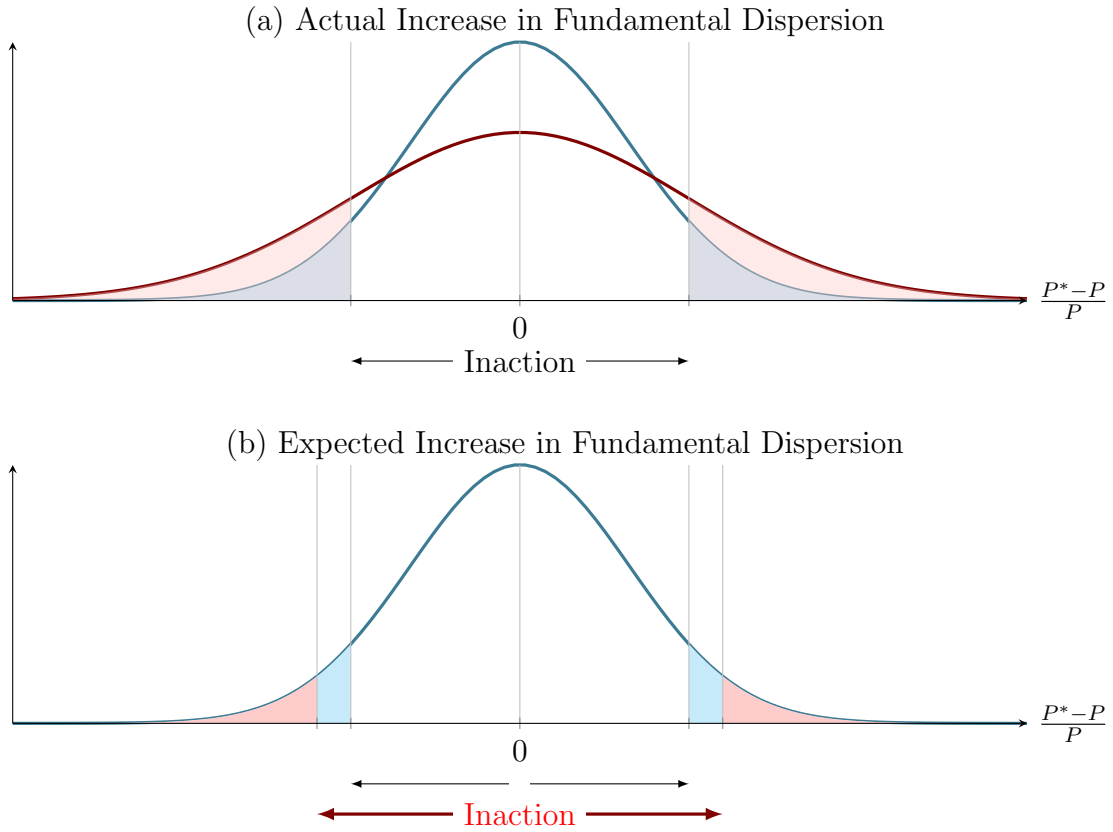 (a) Actual Increase in Fundamental Dispersion
P*−P
P
0
Inaction
(b) Expected Increase in Fundamental Dispersion
P*−P
P
0
Inaction